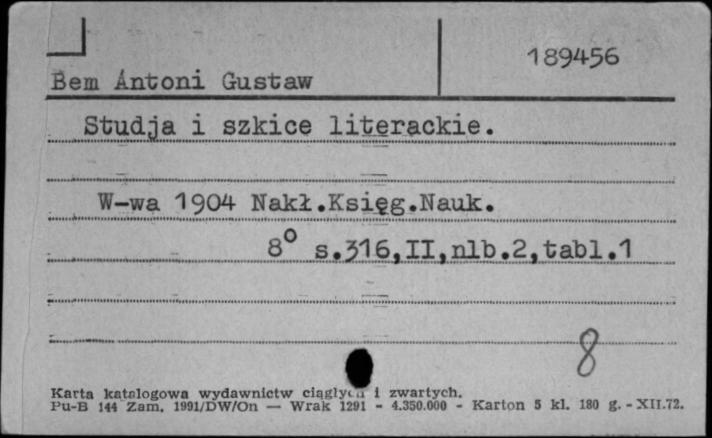 189456
Bem Antoni Gustaw
Studja i szkice literackie.
W-wa 1904 Nakł.Księg.Nauk.
8° s.316,II,nlb.2,tabl.1
8
Karta katalogowa wydawnictw ciągłych i zwartych.
Pu-B 144 Zam. 1991/DW/On — Wrak 1291 - 4.350.000 - Karton 5 kl. 180 g. - XII.72.